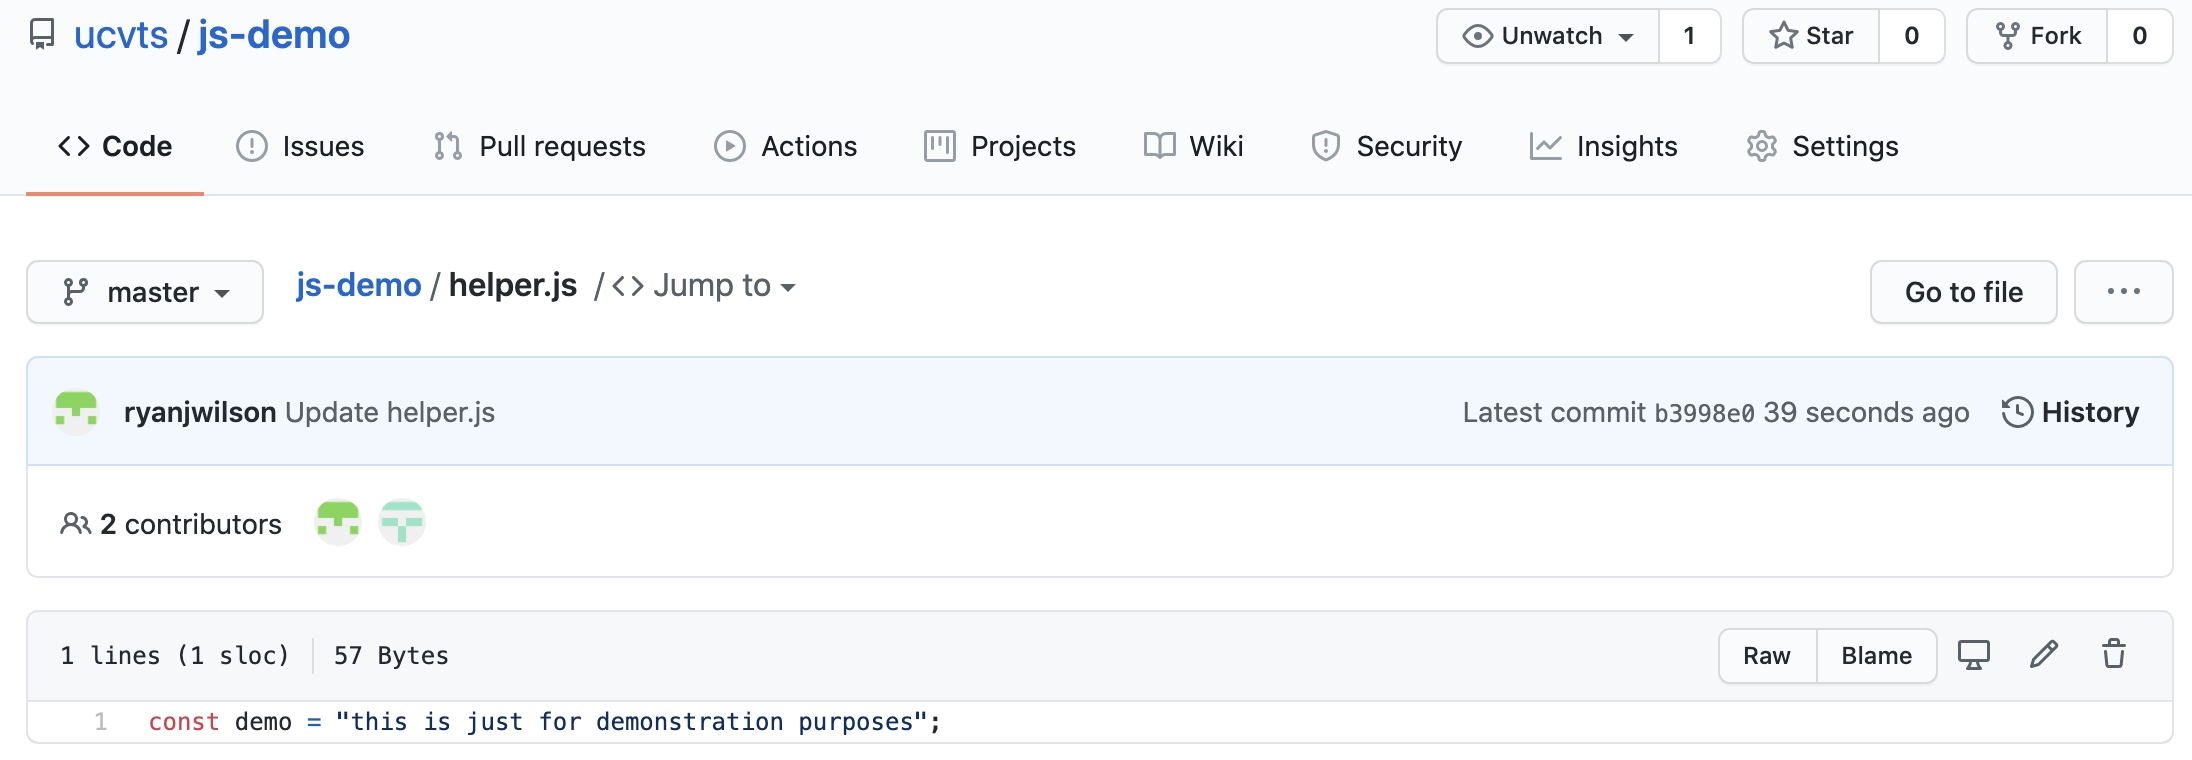 ucvts / js-demo
Unwatch 1 Star 0 Fork 0
Code Issues Pull requests Actions Projects Wiki Security Insights Settings
master js-demo / helper.js / <> Jump to Go to file ...
ryanjwilson Update helper.js Latest commit b3998e0 39 seconds ago History
2 contributors
1 lines (1 sloc) 57 Bytes Raw Blame
1 const demo = "this is just for demonstration purposes";